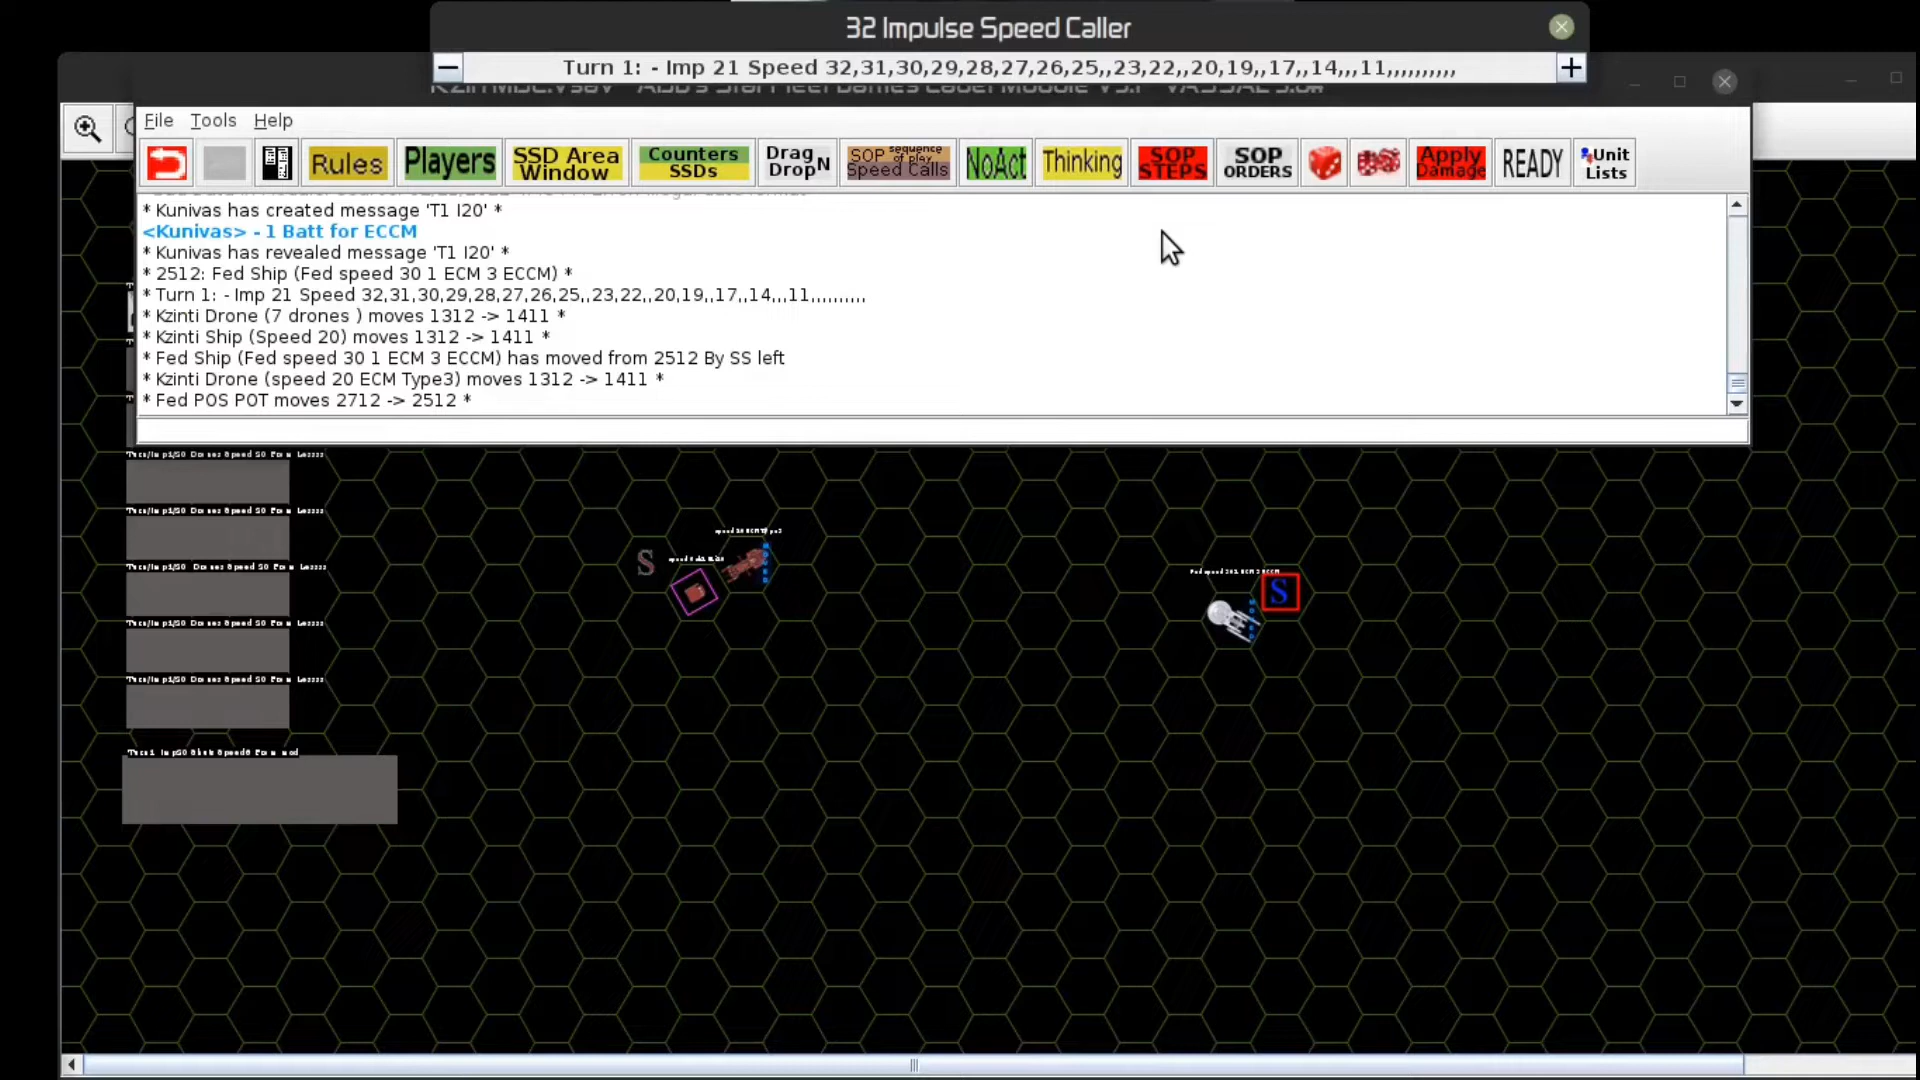 32 Impulse Speed Caller
Turn 1: - Imp 21 Speed 32,31,30,29,28,27,26,25,,23,22,,20,19,,17,,14,,,11,,,,,,,,,,
File Tools Help
Rules
Players
SSD Area Window
Counters SSDs
Drag N Drop
SOP sequence of play Speed Calls
NoAct
Thinking
SOP STEPS
SOP ORDERS
Apply Damage
READY
Unit Lists
* Kunivas has created message 'T1 I20' *
<Kunivas> - 1 Batt for ECCM
* Kunivas has revealed message 'T1 I20' *
* 2512: Fed Ship (Fed speed 30 1 ECM 3 ECCM) *
* Turn 1: - Imp 21 Speed 32,31,30,29,28,27,26,25,,23,22,,20,19,,17,,14,,,11,,,,,,,,,,
* Kzinti Drone (7 drones ) moves 1312 -> 1411 *
* Kzinti Ship (Speed 20) moves 1312 -> 1411 *
* Fed Ship (Fed speed 30 1 ECM 3 ECCM) has moved from 2512 By SS left
* Kzinti Drone (speed 20 ECM Type3) moves 1312 -> 1411 *
* Fed POS POT moves 2712 -> 2512 *
S
S